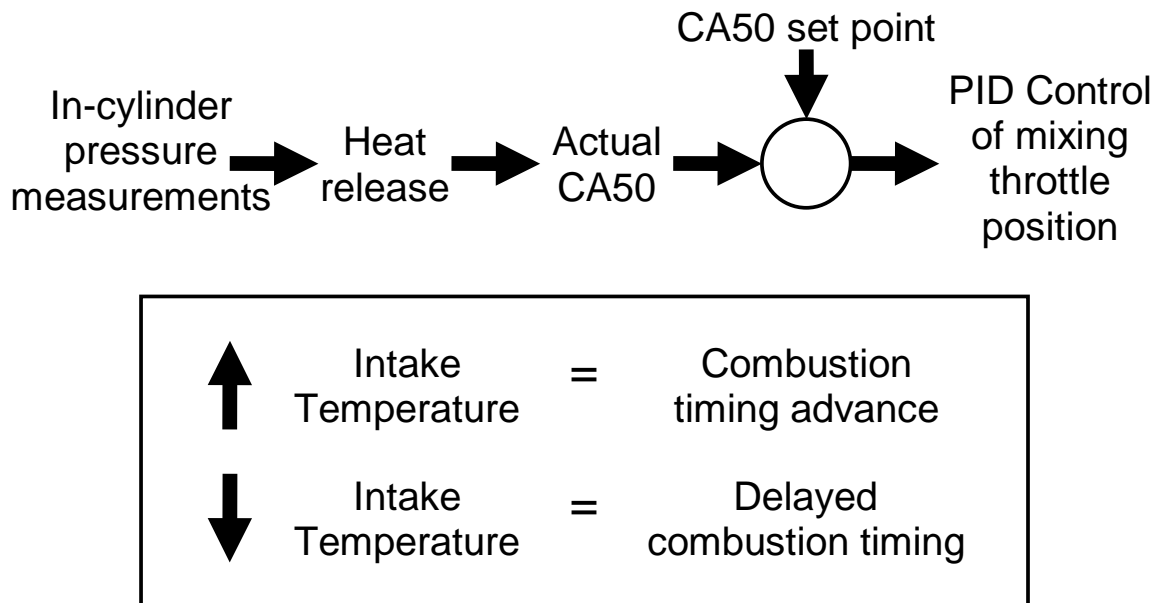 CA50 set point
In-cylinder
pressure
measurements
Heat
release
Actual
CA50
PID Control
of mixing
throttle
position
Intake
Temperature
=
Combustion
timing advance
Intake
Temperature
=
Delayed
combustion timing